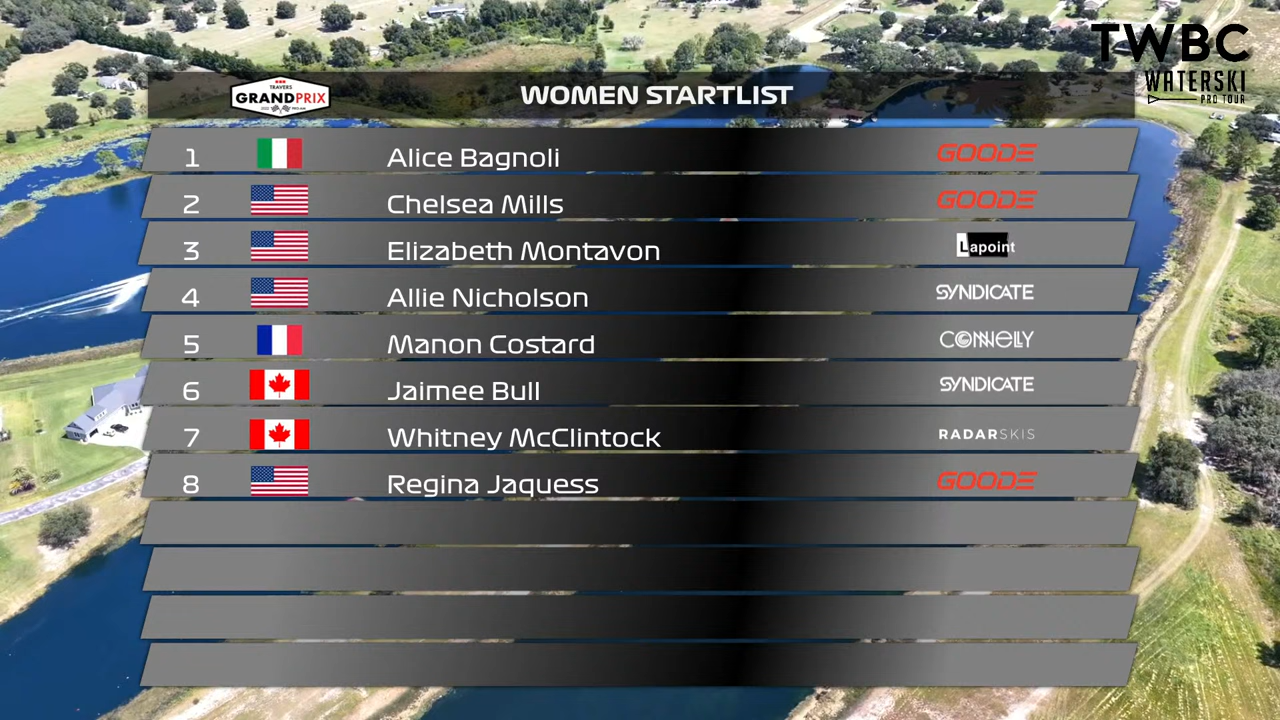 TWBC
WATERSKI
PRO TOUR
TRAVERS
GRANDPRIX
PRO-AM
WOMEN STARTLIST
1 Alice Bagnoli GOODE
2 Chelsea Mills GOODE
3 Elizabeth Montavon Lapoint
4 Allie Nicholson SYNDICATE
5 Manon Costard CONNELLY
6 Jaimee Bull SYNDICATE
7 Whitney McClintock RADARSKIS
8 Regina Jaquess GOODE